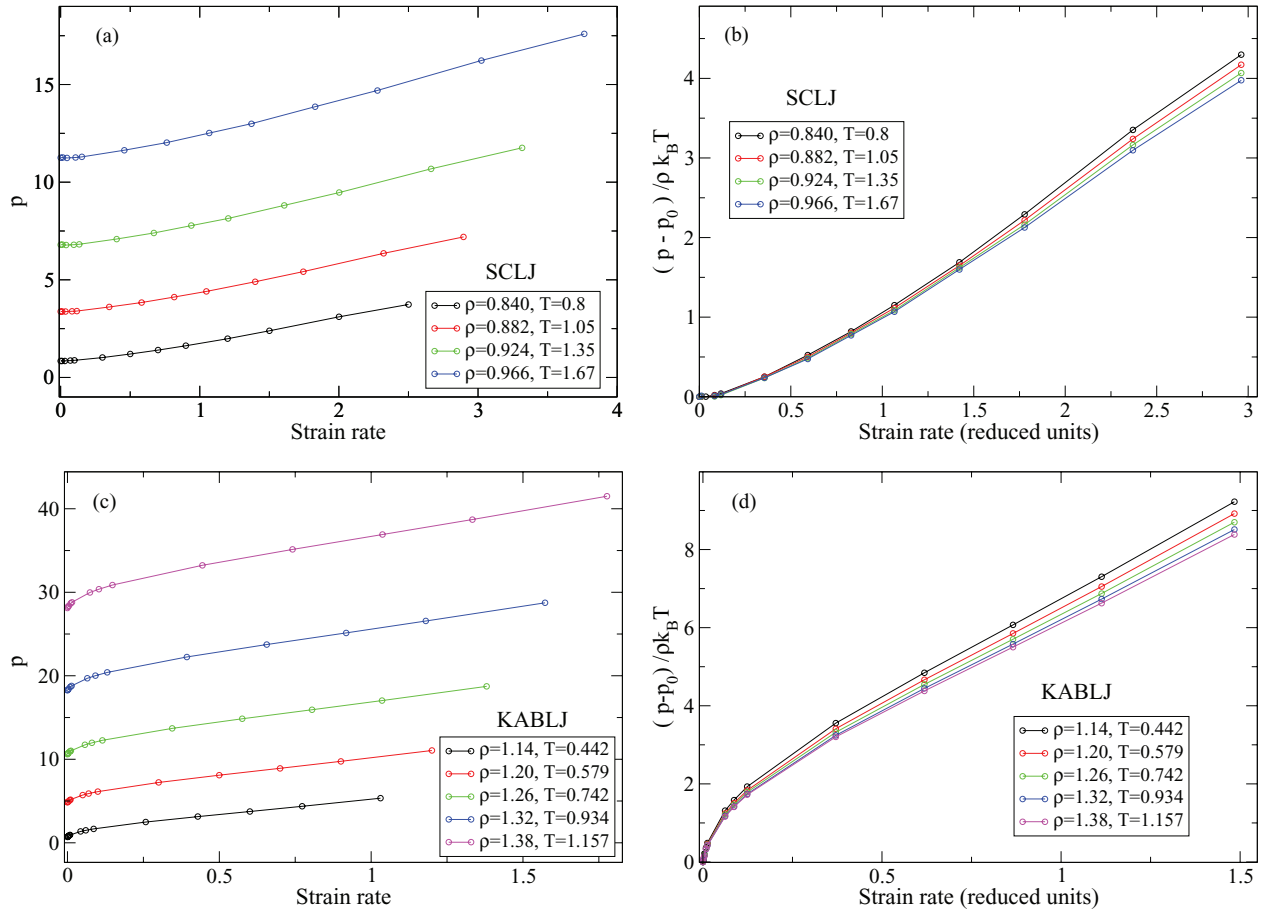 (a)
15
10
5
0
p
SCLJ
ρ=0.840, T=0.8
ρ=0.882, T=1.05
ρ=0.924, T=1.35
ρ=0.966, T=1.67
0 1 2 3 4
Strain rate
(b)
4
3
2
1
0
( p - p0 ) /ρ kBT
SCLJ
ρ=0.840, T=0.8
ρ=0.882, T=1.05
ρ=0.924, T=1.35
ρ=0.966, T=1.67
0 0.5 1 1.5 2 2.5 3
Strain rate (reduced units)
(c)
40
30
20
10
0
p
KABLJ
ρ=1.14, T=0.442
ρ=1.20, T=0.579
ρ=1.26, T=0.742
ρ=1.32, T=0.934
ρ=1.38, T=1.157
0 0.5 1 1.5
Strain rate
(d)
8
6
4
2
0
( p-p0) /ρkBT
KABLJ
ρ=1.14, T=0.442
ρ=1.20, T=0.579
ρ=1.26, T=0.742
ρ=1.32, T=0.934
ρ=1.38, T=1.157
0 0.5 1 1.5
Strain rate (reduced units)